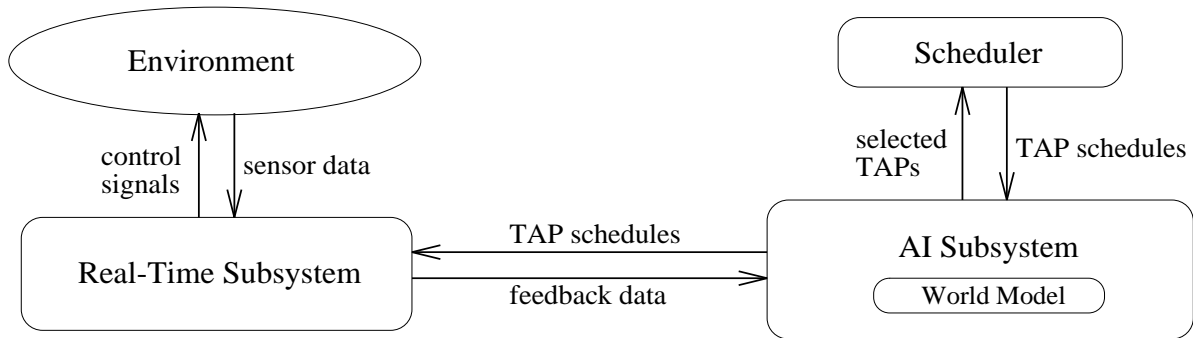 Environment
Scheduler
control
signals
sensor data
selected
TAPs
TAP schedules
Real-Time Subsystem
TAP schedules
feedback data
AI Subsystem
World Model